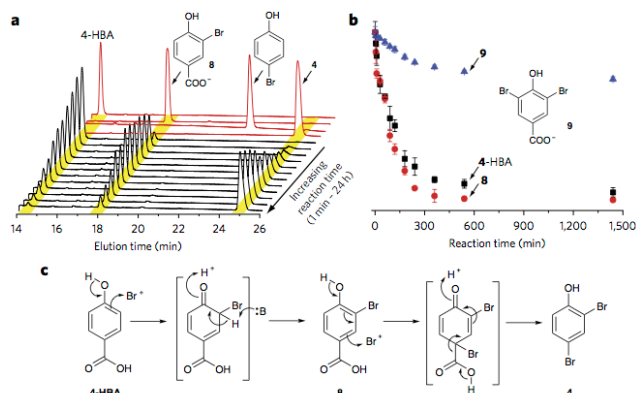 a
4-HBA
OH
Br
8
COO⁻
OH
Br
4
Increasing
reaction time
(1 min – 24 h)
14 16 18 20 22 24 26
Elution time (min)
b
9
OH
Br Br
COO⁻
9
4-HBA
8
0 300 600 900 1,200 1,500
Reaction time (min)
c
H
O
Br⁺
O OH
4-HBA
H⁺
O
Br
H
:B
O OH
H
O
Br
Br⁺
O OH
8
H⁺
O
Br
Br
O O
H
OH
Br
Br
4